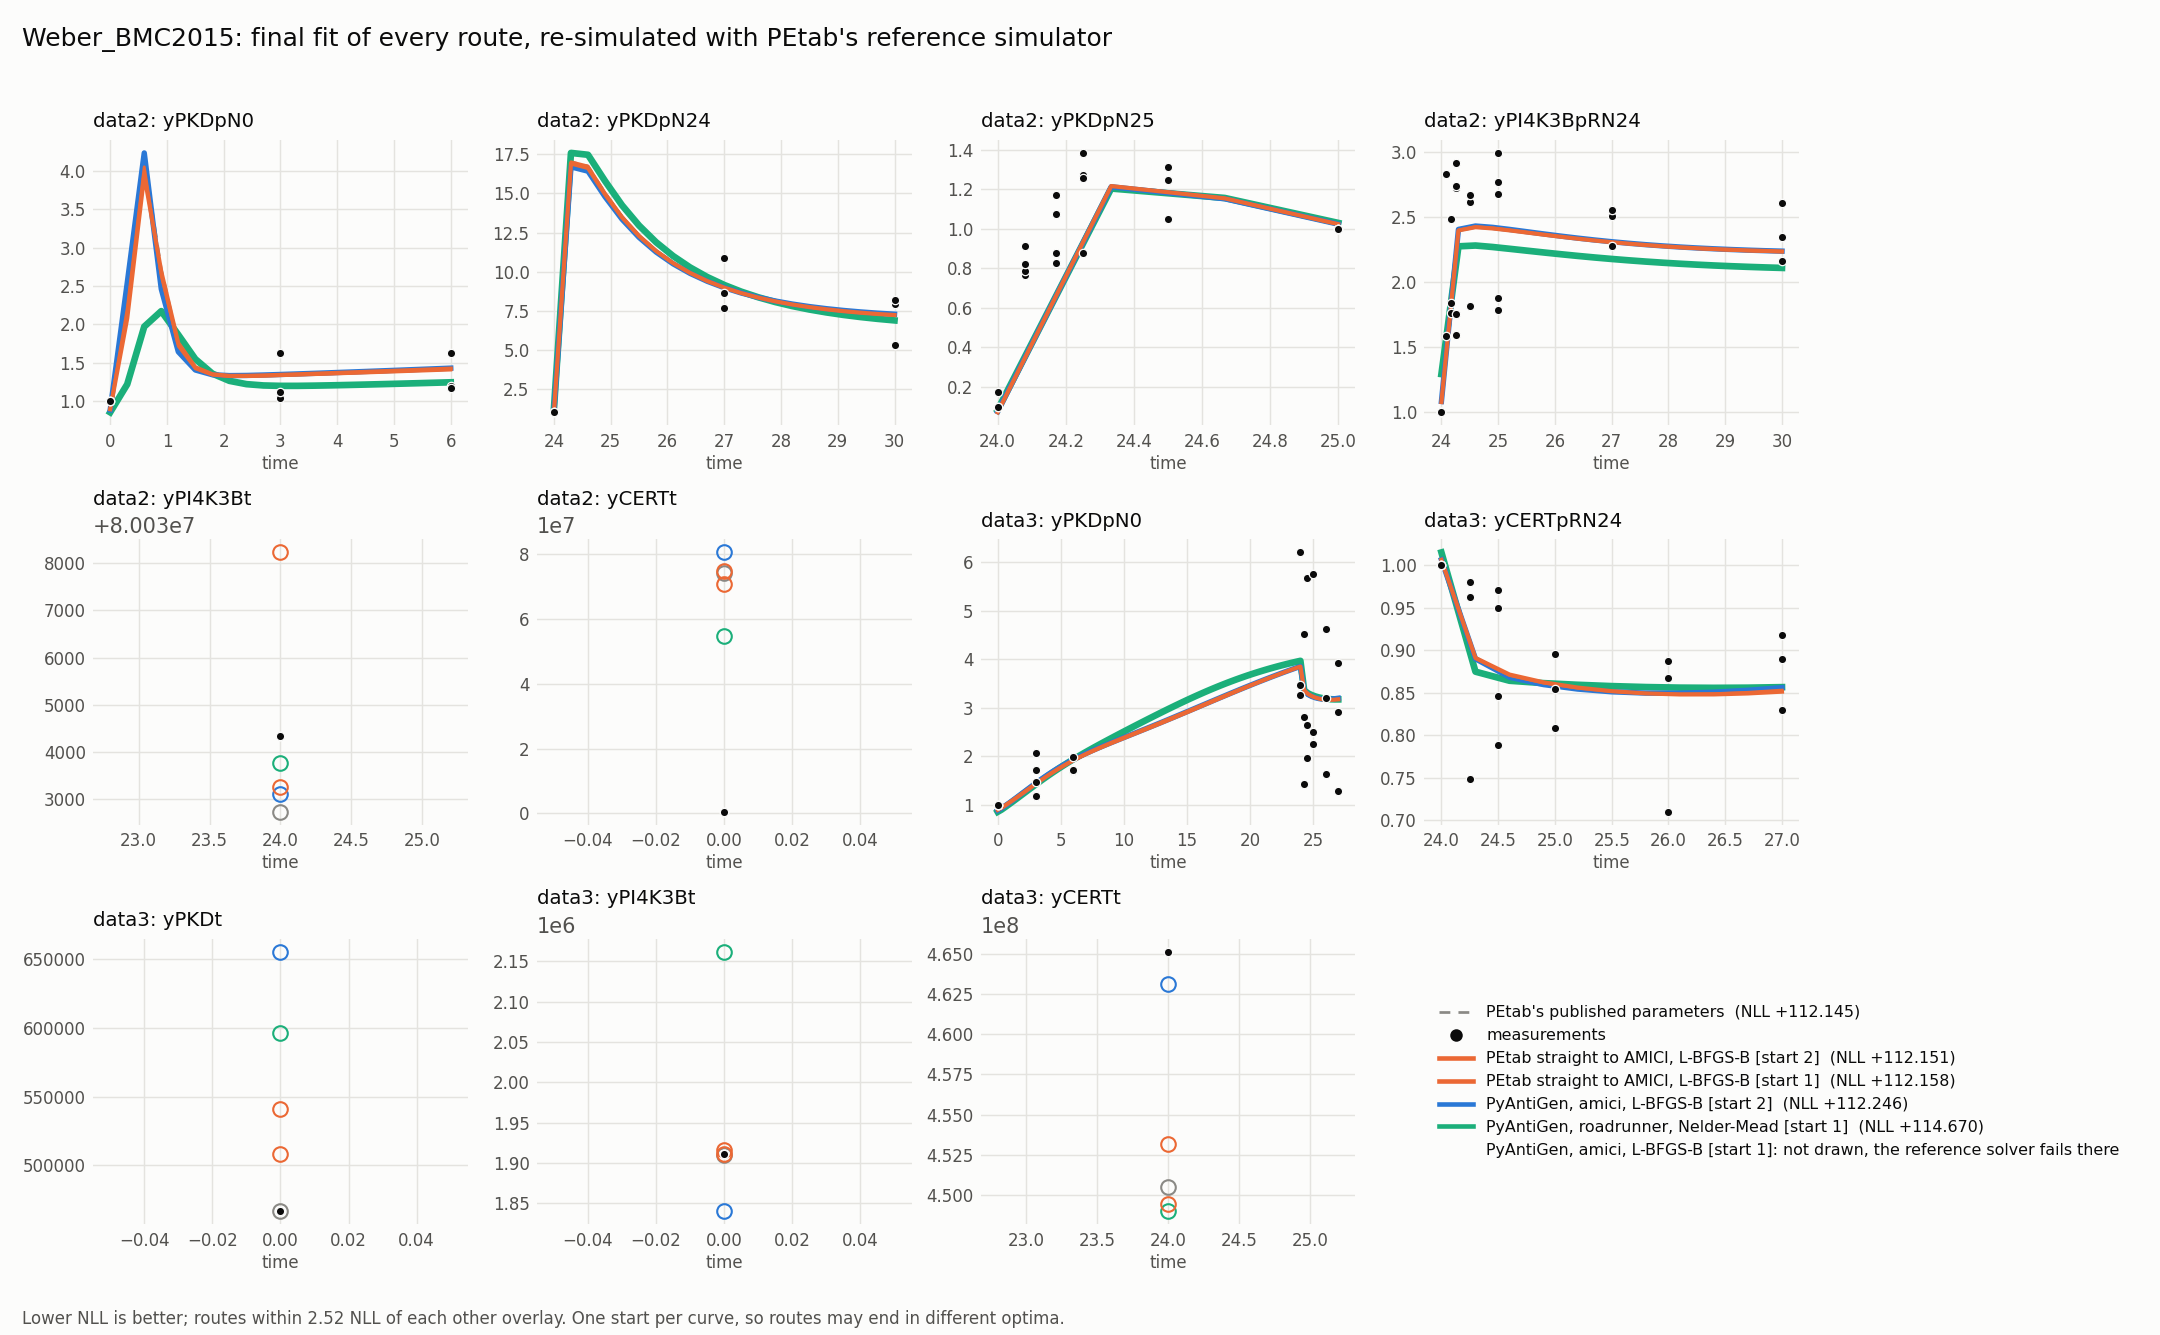 Weber_BMC2015: final fit of every route, re-simulated with PEtab's reference simulator
data2: yPKDpN0
data2: yPKDpN24
data2: yPKDpN25
data2: yPI4K3BpRN24
4.0
3.5
3.0
2.5
2.0
1.5
1.0
0 1 2 3 4 5 6
time
17.5
15.0
12.5
10.0
7.5
5.0
2.5
24 25 26 27 28 29 30
time
1.4
1.2
1.0
0.8
0.6
0.4
0.2
24.0 24.2 24.4 24.6 24.8 25.0
time
3.0
2.5
2.0
1.5
1.0
24 25 26 27 28 29 30
time
data2: yPI4K3Bt
+8.003e7
8000
7000
6000
5000
4000
3000
23.0 23.5 24.0 24.5 25.0
time
data2: yCERTt
1e7
8
6
4
2
0
−0.04 −0.02 0.00 0.02 0.04
time
data3: yPKDpN0
6
5
4
3
2
1
0 5 10 15 20 25
time
data3: yCERTpRN24
1.00
0.95
0.90
0.85
0.80
0.75
0.70
24.0 24.5 25.0 25.5 26.0 26.5 27.0
time
data3: yPKDt
650000
600000
550000
500000
−0.04 −0.02 0.00 0.02 0.04
time
data3: yPI4K3Bt
1e6
2.15
2.10
2.05
2.00
1.95
1.90
1.85
−0.04 −0.02 0.00 0.02 0.04
time
data3: yCERTt
1e8
4.650
4.625
4.600
4.575
4.550
4.525
4.500
23.0 23.5 24.0 24.5 25.0
time
PEtab's published parameters (NLL +112.145)
measurements
PEtab straight to AMICI, L-BFGS-B [start 2] (NLL +112.151)
PEtab straight to AMICI, L-BFGS-B [start 1] (NLL +112.158)
PyAntiGen, amici, L-BFGS-B [start 2] (NLL +112.246)
PyAntiGen, roadrunner, Nelder-Mead [start 1] (NLL +114.670)
PyAntiGen, amici, L-BFGS-B [start 1]: not drawn, the reference solver fails there
Lower NLL is better; routes within 2.52 NLL of each other overlay. One start per curve, so routes may end in different optima.